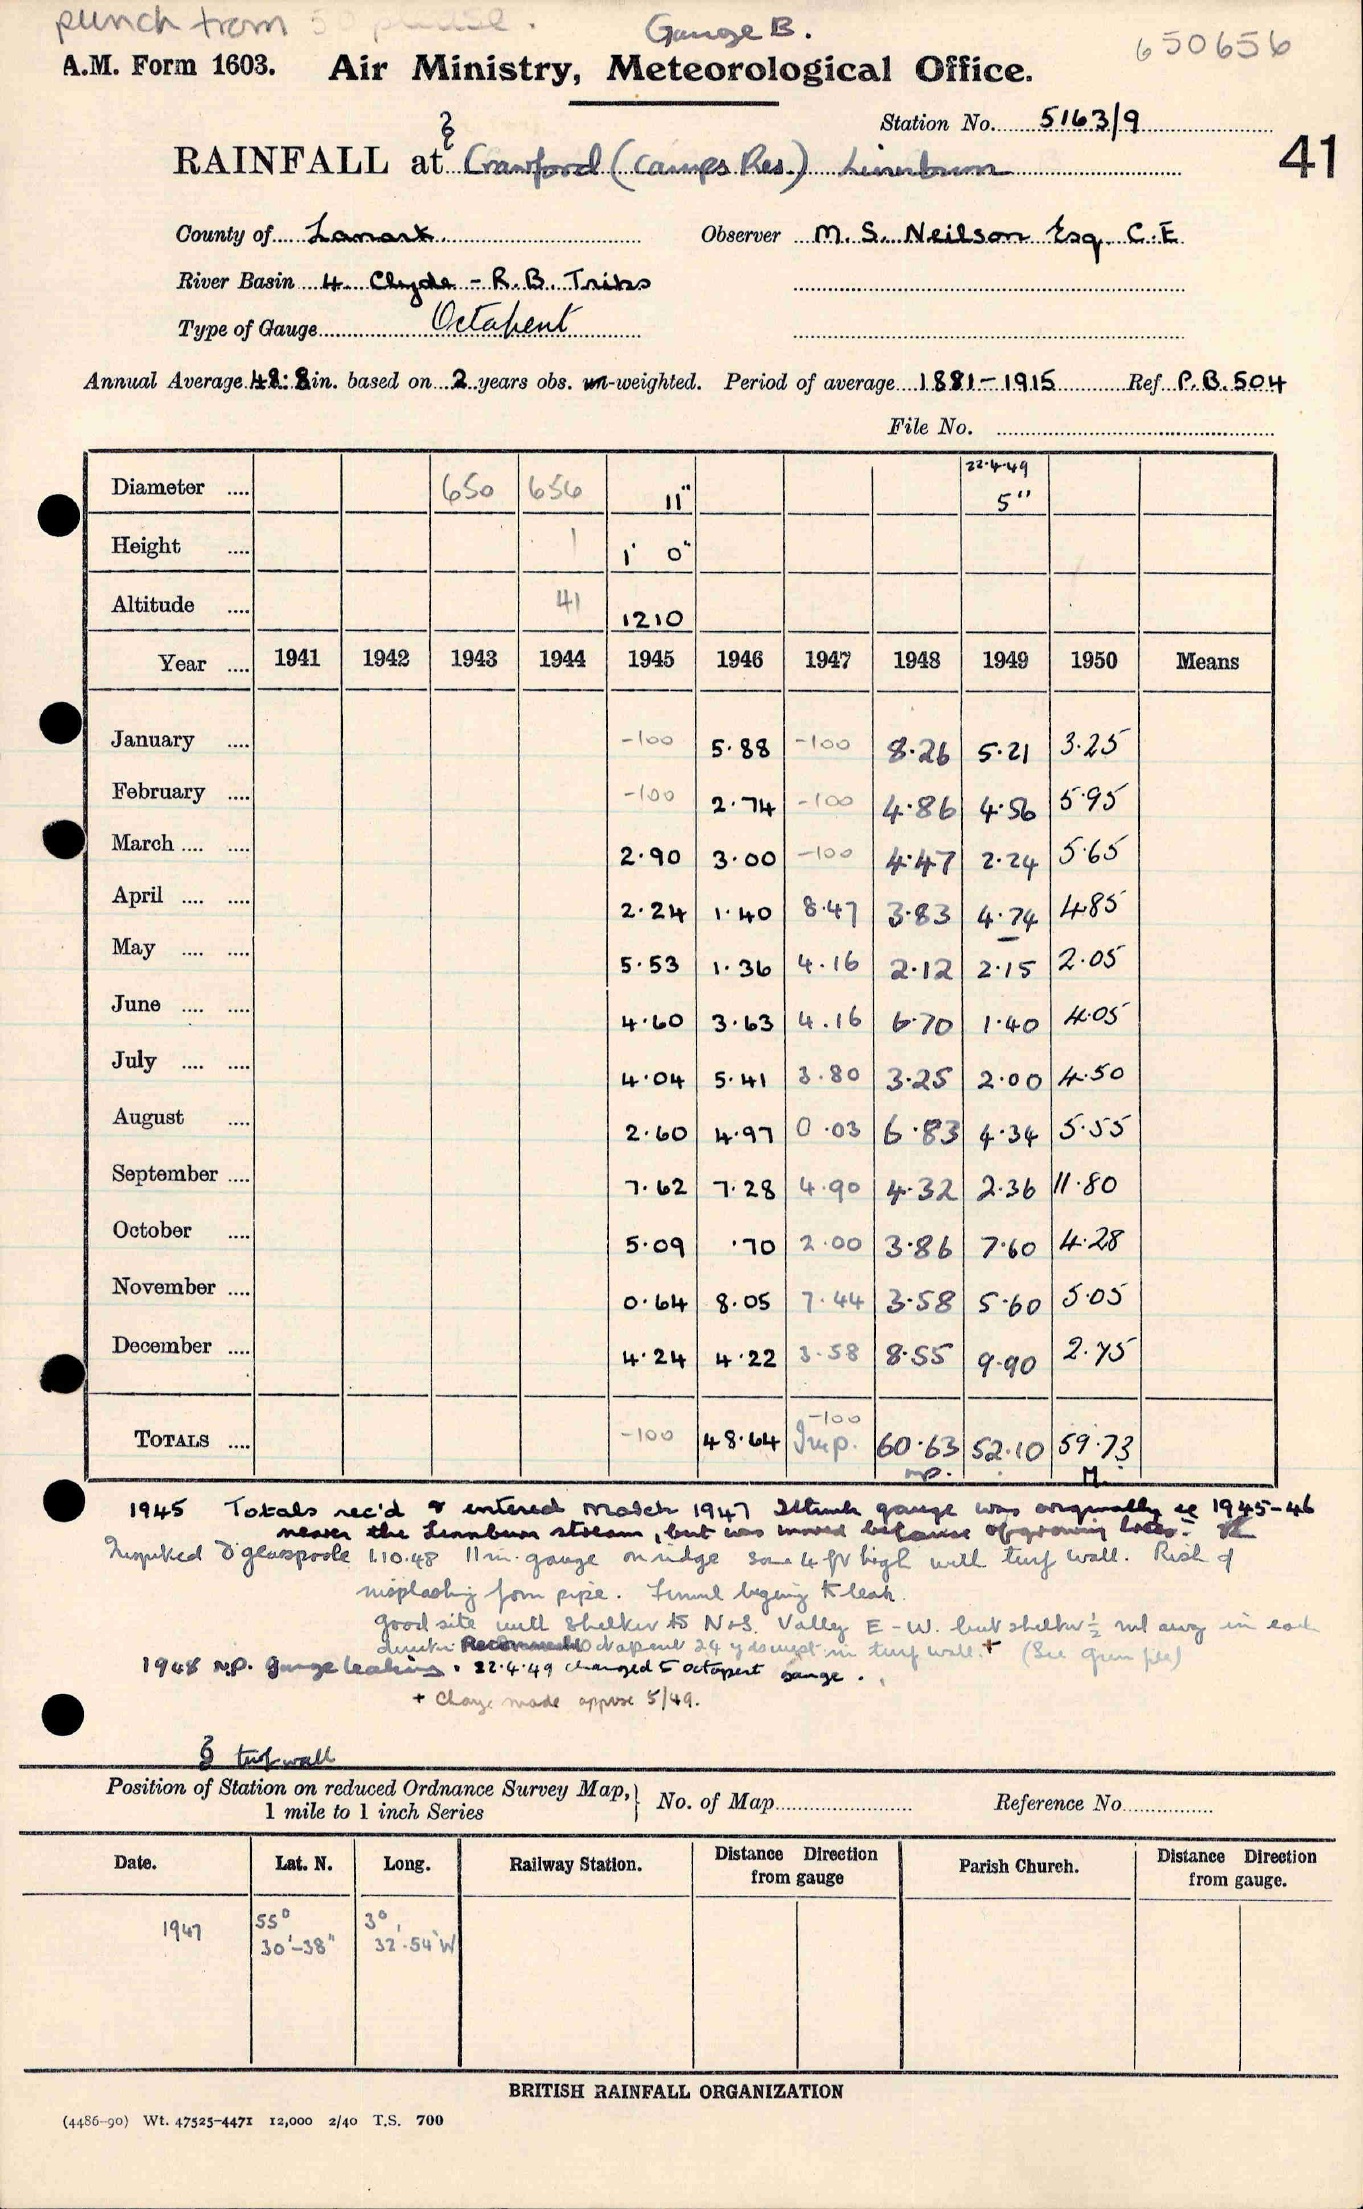 punch from 50 please.
Gauge B.
650656
A.M. Form 1603. Air Ministry, Meteorological Office.
Station No. 5163/9
41
RAINFALL at Crawford (Camps Res.) Linnburn
County of Lanark. Observer M. S. Neilson Esq. C.E
River Basin 4. Clyde - R.B. Tribs
Type of Gauge Octapent
Annual Average 48.8 in. based on 2 years obs. un-weighted. Period of average 1881-1915 Ref P.B. 504
File No.
22.4.49
Diameter .... 650 656 11" 5"
Height .... 1 1' 0"
Altitude .... 41 1210
Year .... 1941 1942 1943 1944 1945 1946 1947 1948 1949 1950 Means
January .... -100 5.88 -100 8.26 5.21 3.25
February .... -100 2.74 -100 4.86 4.56 5.95
March .... .... 2.90 3.00 -100 4.47 2.24 5.65
April .... .... 2.24 1.40 8.47 3.83 4.74 4.85
May .... .... 5.53 1.36 4.16 2.12 2.15 2.05
June .... .... 4.60 3.63 4.16 6.70 1.40 4.05
July .... .... 4.04 5.41 3.80 3.25 2.00 4.50
August .... 2.60 4.97 0.03 6.83 4.34 5.55
September .... 7.62 7.28 4.90 4.32 2.36 11.80
October .... 5.09 .70 2.00 3.86 7.60 4.28
November .... 0.64 8.05 7.44 3.58 5.60 5.05
December .... 4.24 4.22 3.58 8.55 9.90 2.75
-100
TOTALS .... -100 48.64 Imp. 60.63 52.10 59.73
np. M.
1945 Totals rec'd & entered March 1947 gauge was originally 1945-46
nearer the Linnburn stream, but was moved because of growing trees.
Inspected Dr Glasspoole 1.10.48 11 in. gauge on ridge some 4 ft high with turf wall. Risk of
insplashing from pipe. Funnel beginning to leak.
Good site with shelter to N & S. Valley E-W. but shelter ½ ml away in each
direction Recommended Octapent 24 yds in turf wall + (See green file)
1948 N.P. Gauge leaking. 22.4.49 changed to octapent gauge.
+ Change made approx 5/49.
turf wall
Position of Station on reduced Ordnance Survey Map, No. of Map Reference No.
1 mile to 1 inch Series
Date. Lat. N. Long. Railway Station. Distance from gauge Direction Parish Church. Distance from gauge. Direction
1947 55° 30'-38" 3° 32'.54" W
BRITISH RAINFALL ORGANIZATION
(4486-90) Wt. 47525-4471 12,000 2/40 T.S. 700